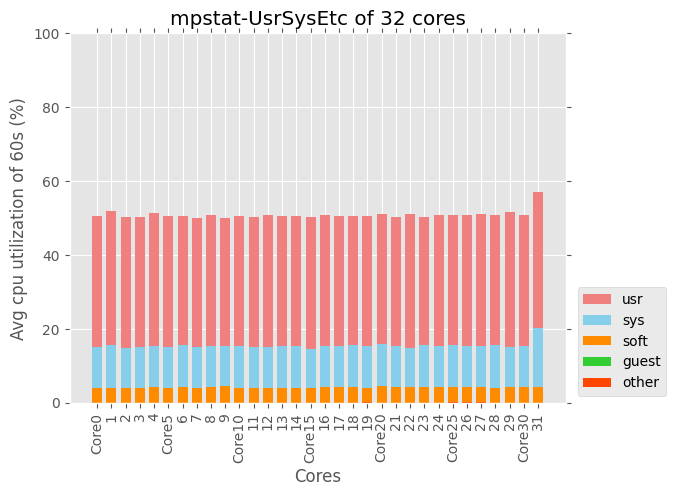 mpstat-UsrSysEtc of 32 cores
Avg cpu utilization of 60s (%)
100
80
60
40
20
0
Core0
1
2
3
4
Core5
6
7
8
9
Core10
11
12
13
14
Core15
16
17
18
19
Core20
21
22
23
24
Core25
26
27
28
29
Core30
31
Cores
usr
sys
soft
guest
other